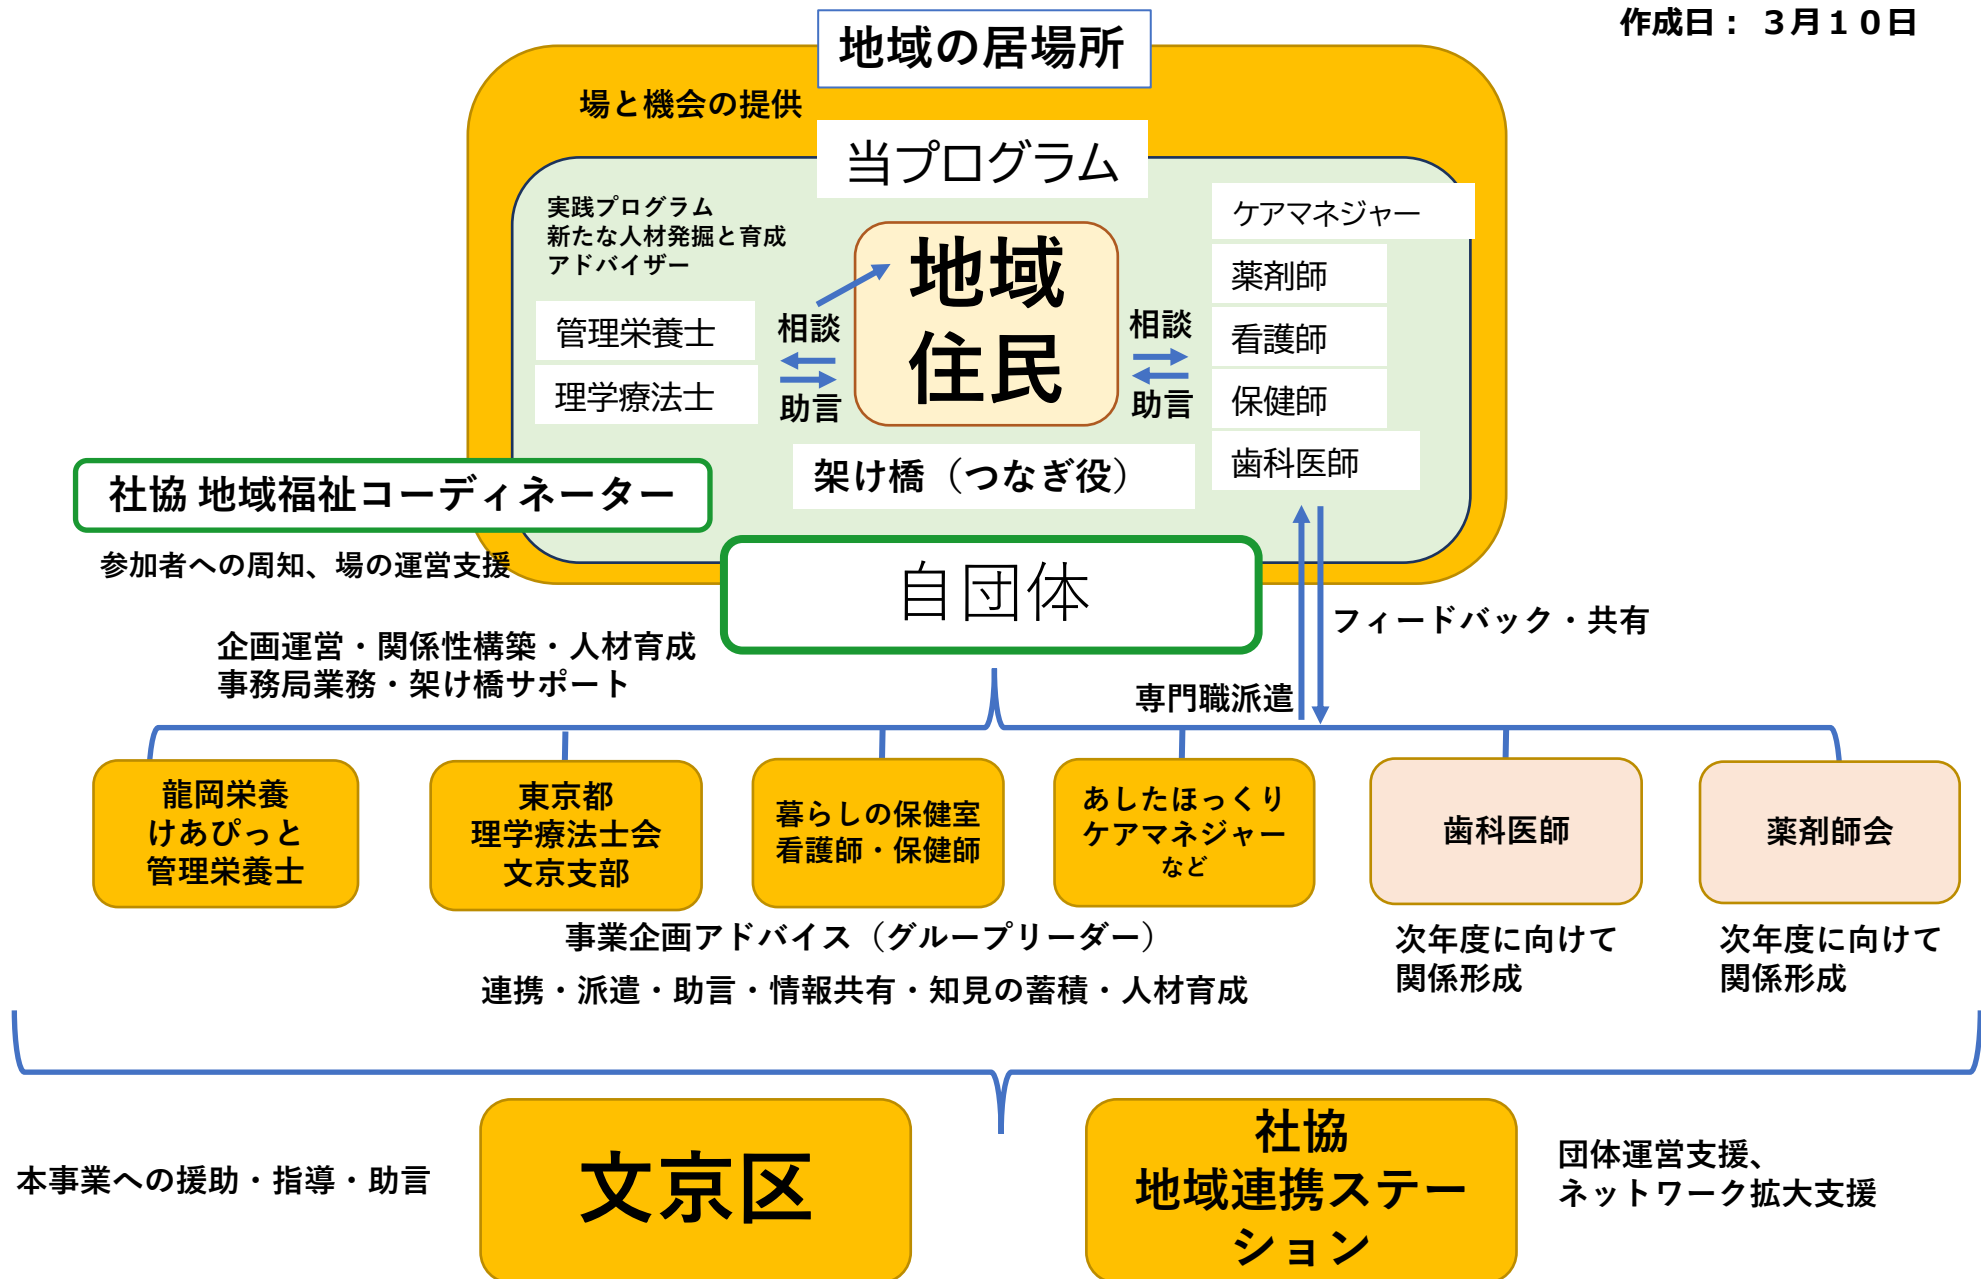 作成日： ３月１０日
地域の居場所
場と機会の提供
当プログラム
実践プログラム
新たな人材発掘と育成
アドバイザー
管理栄養士
理学療法士
相談
助言
地域
住民
相談
助言
ケアマネジャー
薬剤師
看護師
保健師
歯科医師
架け橋（つなぎ役）
社協 地域福祉コーディネーター
参加者への周知、場の運営支援
自団体
フィードバック・共有
企画運営・関係性構築・人材育成
事務局業務・架け橋サポート
専門職派遣
龍岡栄養
けあぴっと
管理栄養士
東京都
理学療法士会
文京支部
暮らしの保健室
看護師・保健師
あしたほっくり
ケアマネジャー
など
歯科医師
薬剤師会
事業企画アドバイス（グループリーダー）
連携・派遣・助言・情報共有・知見の蓄積・人材育成
次年度に向けて
関係形成
次年度に向けて
関係形成
本事業への援助・指導・助言
文京区
社協
地域連携ステー
ション
団体運営支援、
ネットワーク拡大支援